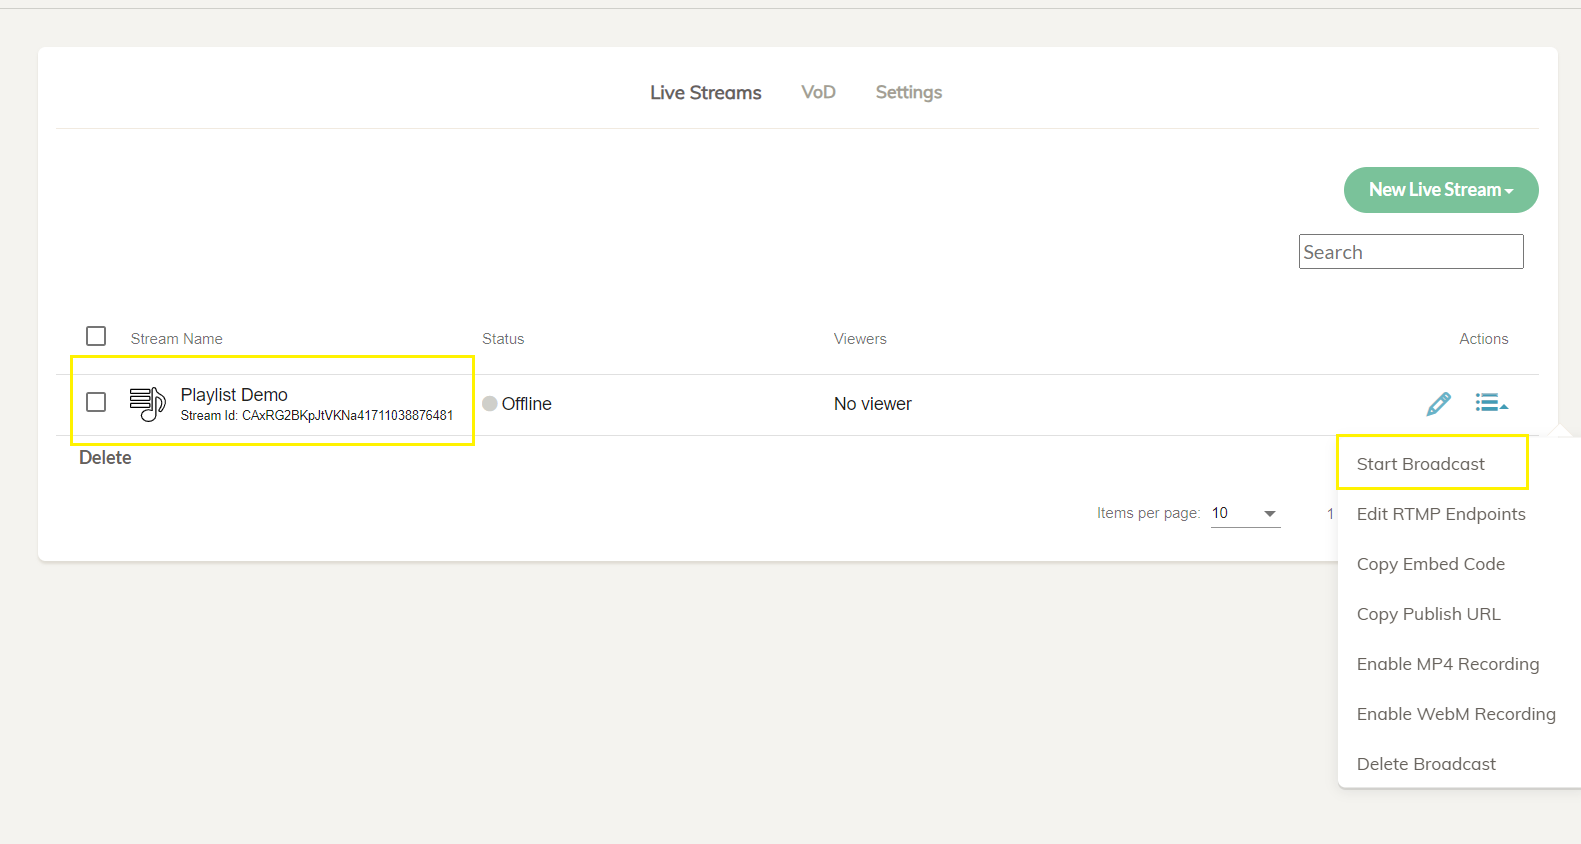 Live Streams VoD Settings
New Live Stream
Search
Stream Name Status Viewers Actions
Playlist Demo
Stream Id: CAxRG2BKpJtVKNa41711038876481
Offline No viewer
Delete
Start Broadcast
Items per page: 10 1
Edit RTMP Endpoints
Copy Embed Code
Copy Publish URL
Enable MP4 Recording
Enable WebM Recording
Delete Broadcast